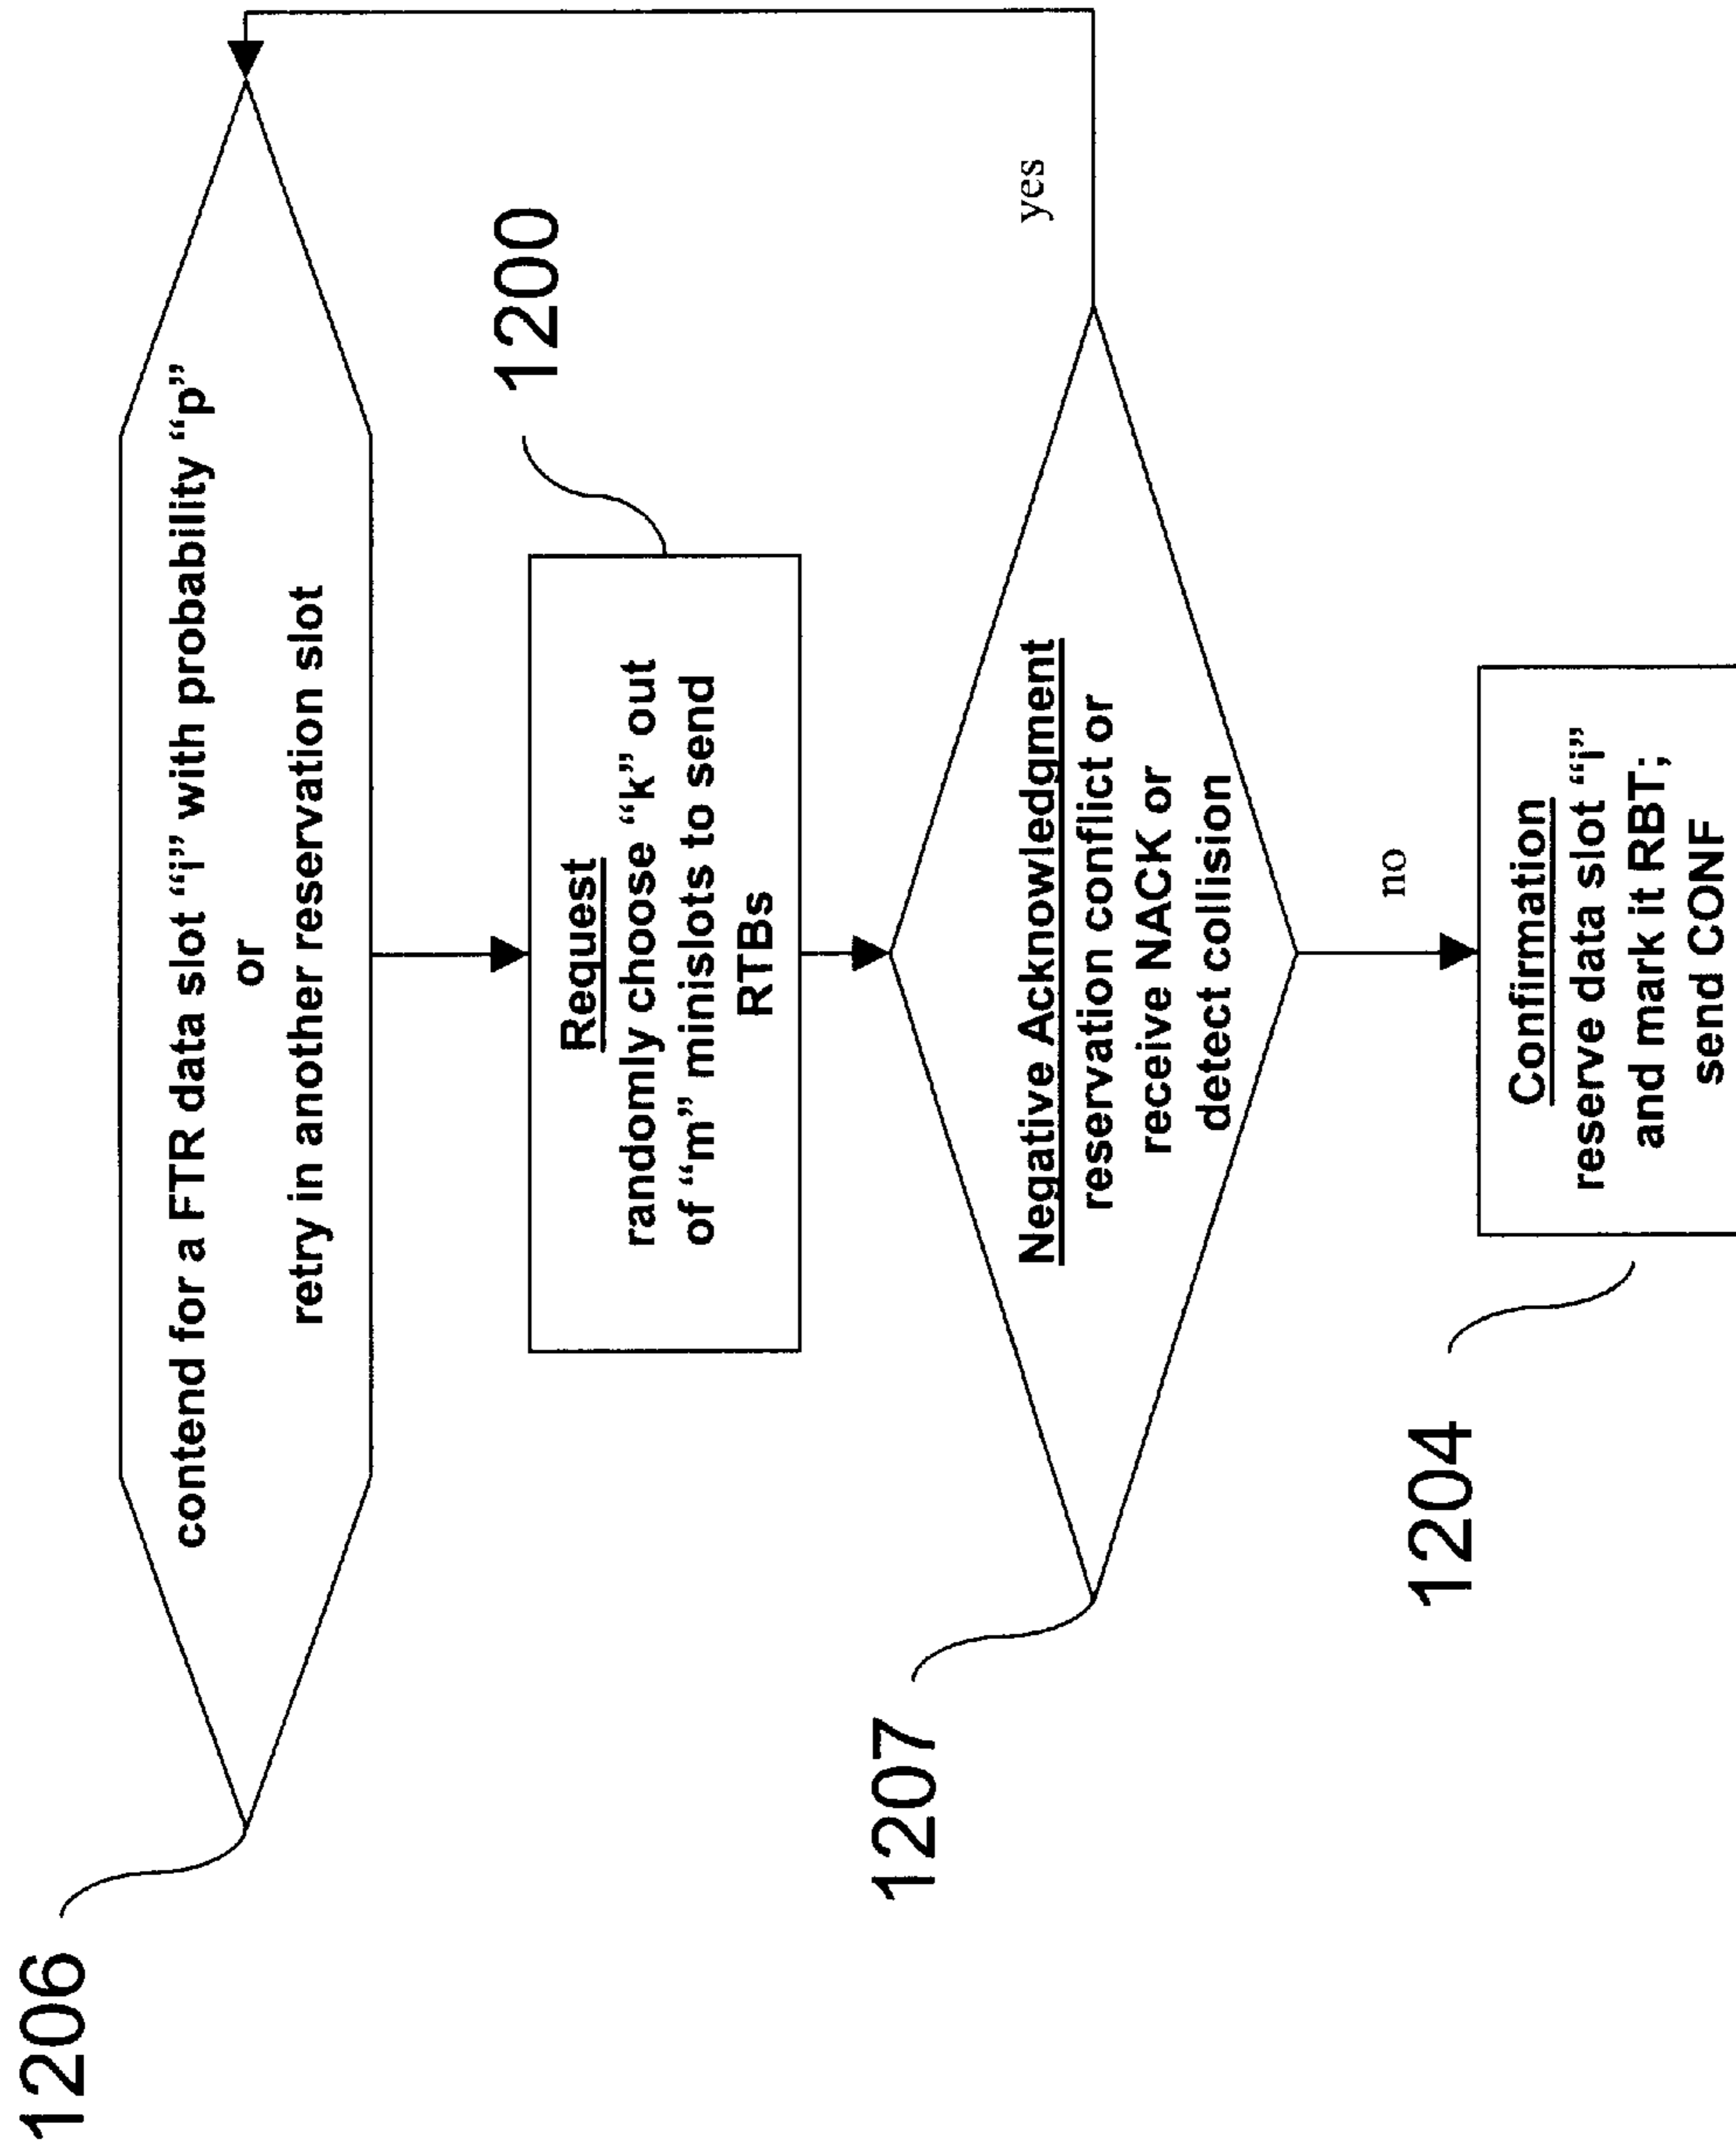 1206
contend for a FTR data slot “i” with probability “p”
or
retry in another reservation slot
1200
Request
randomly choose “k” out
of “m” minislots to send
RTBs
1207
Negative Acknowledgment
reservation conflict or
receive NACK or
detect collision
yes
no
1204
Confirmation
reserve data slot “i”
and mark it RBT;
send CONF